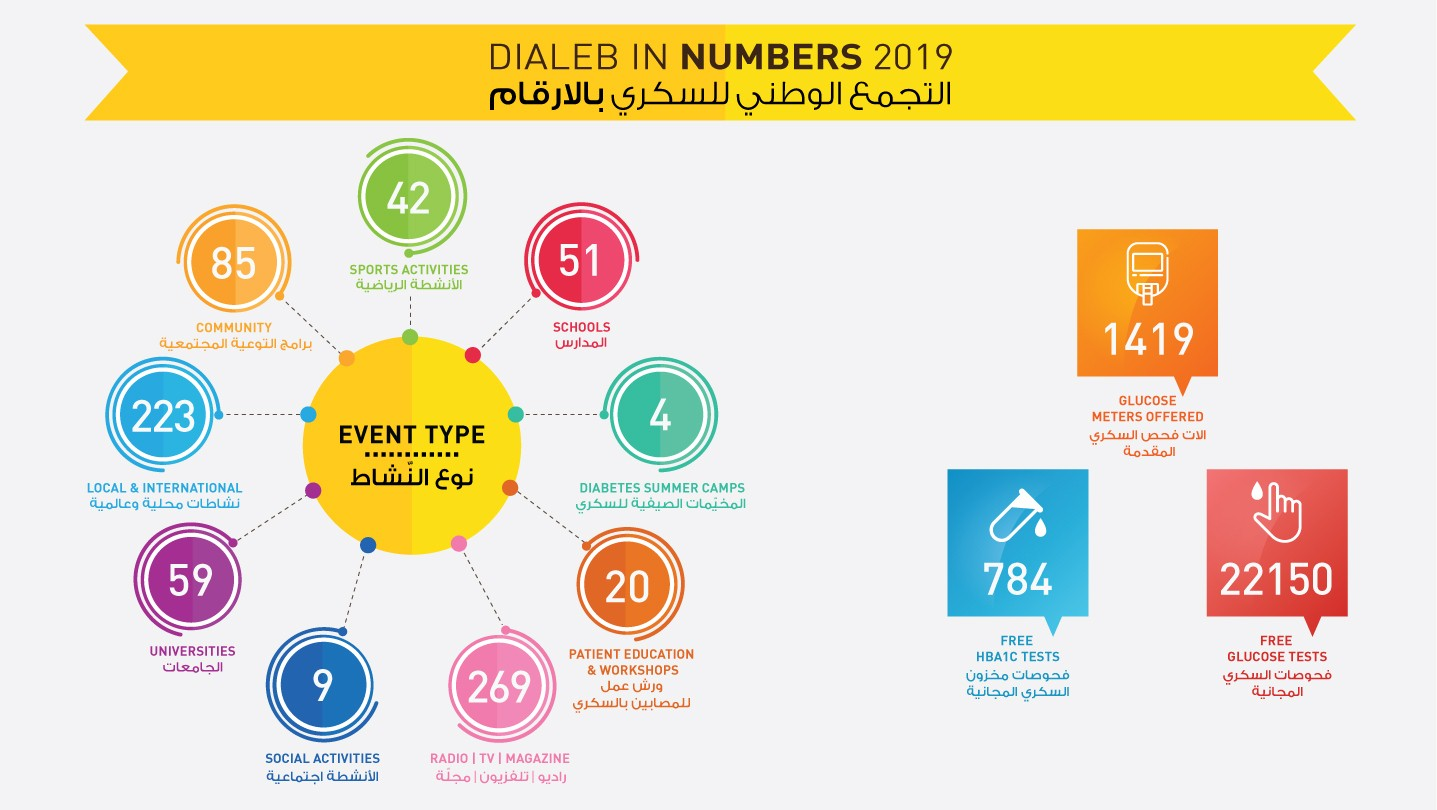 DIALEB IN NUMBERS 2019
التجمع الوطني للسكري بالارقام
42
SPORTS ACTIVITIES
الأنشطة الرياضية
85
COMMUNITY
برامج التوعية المجتمعية
51
SCHOOLS
المدارس
223
LOCAL & INTERNATIONAL
نشاطات محلية وعالمية
EVENT TYPE
نوع النّشاط
4
DIABETES SUMMER CAMPS
المخيّمات الصيفية للسكري
59
UNIVERSITIES
الجامعات
20
PATIENT EDUCATION
& WORKSHOPS
ورش عمل
للمصابين بالسكري
9
SOCIAL ACTIVITIES
الأنشطة اجتماعية
269
RADIO | TV | MAGAZINE
راديو | تلفزيون | مجلّة
1419
GLUCOSE
METERS OFFERED
الات فحص السكري
المقدمة
784
FREE
HBA1C TESTS
فحوصات مخزون
السكري المجانية
22150
FREE
GLUCOSE TESTS
فحوصات السكري
المجانية